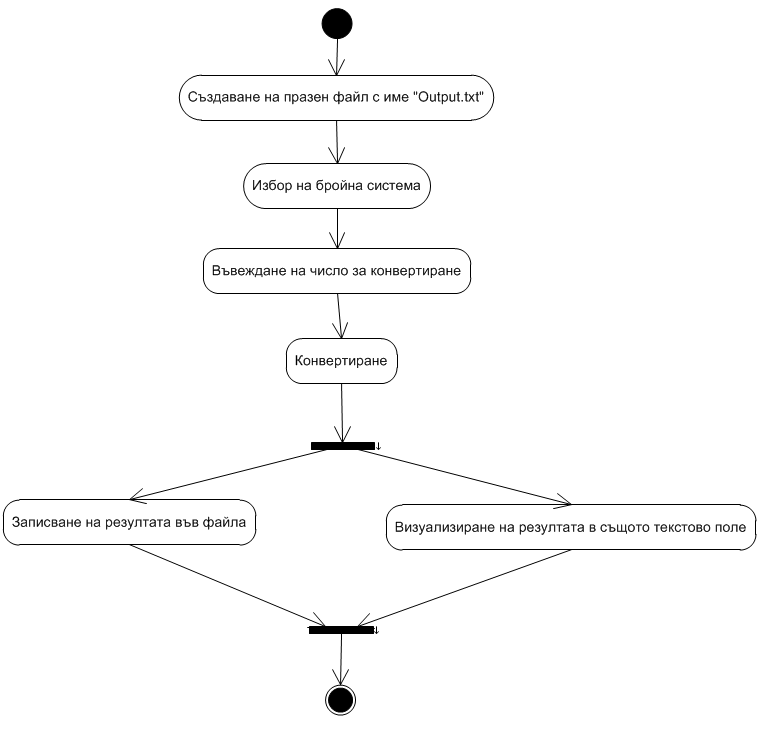 Създаване на празен файл с име "Output.txt"
Избор на бройна система
Въвеждане на число за конвертиране
Конвертиране
Записване на резултата във файла
Визуализиране на резултата в същото текстово поле